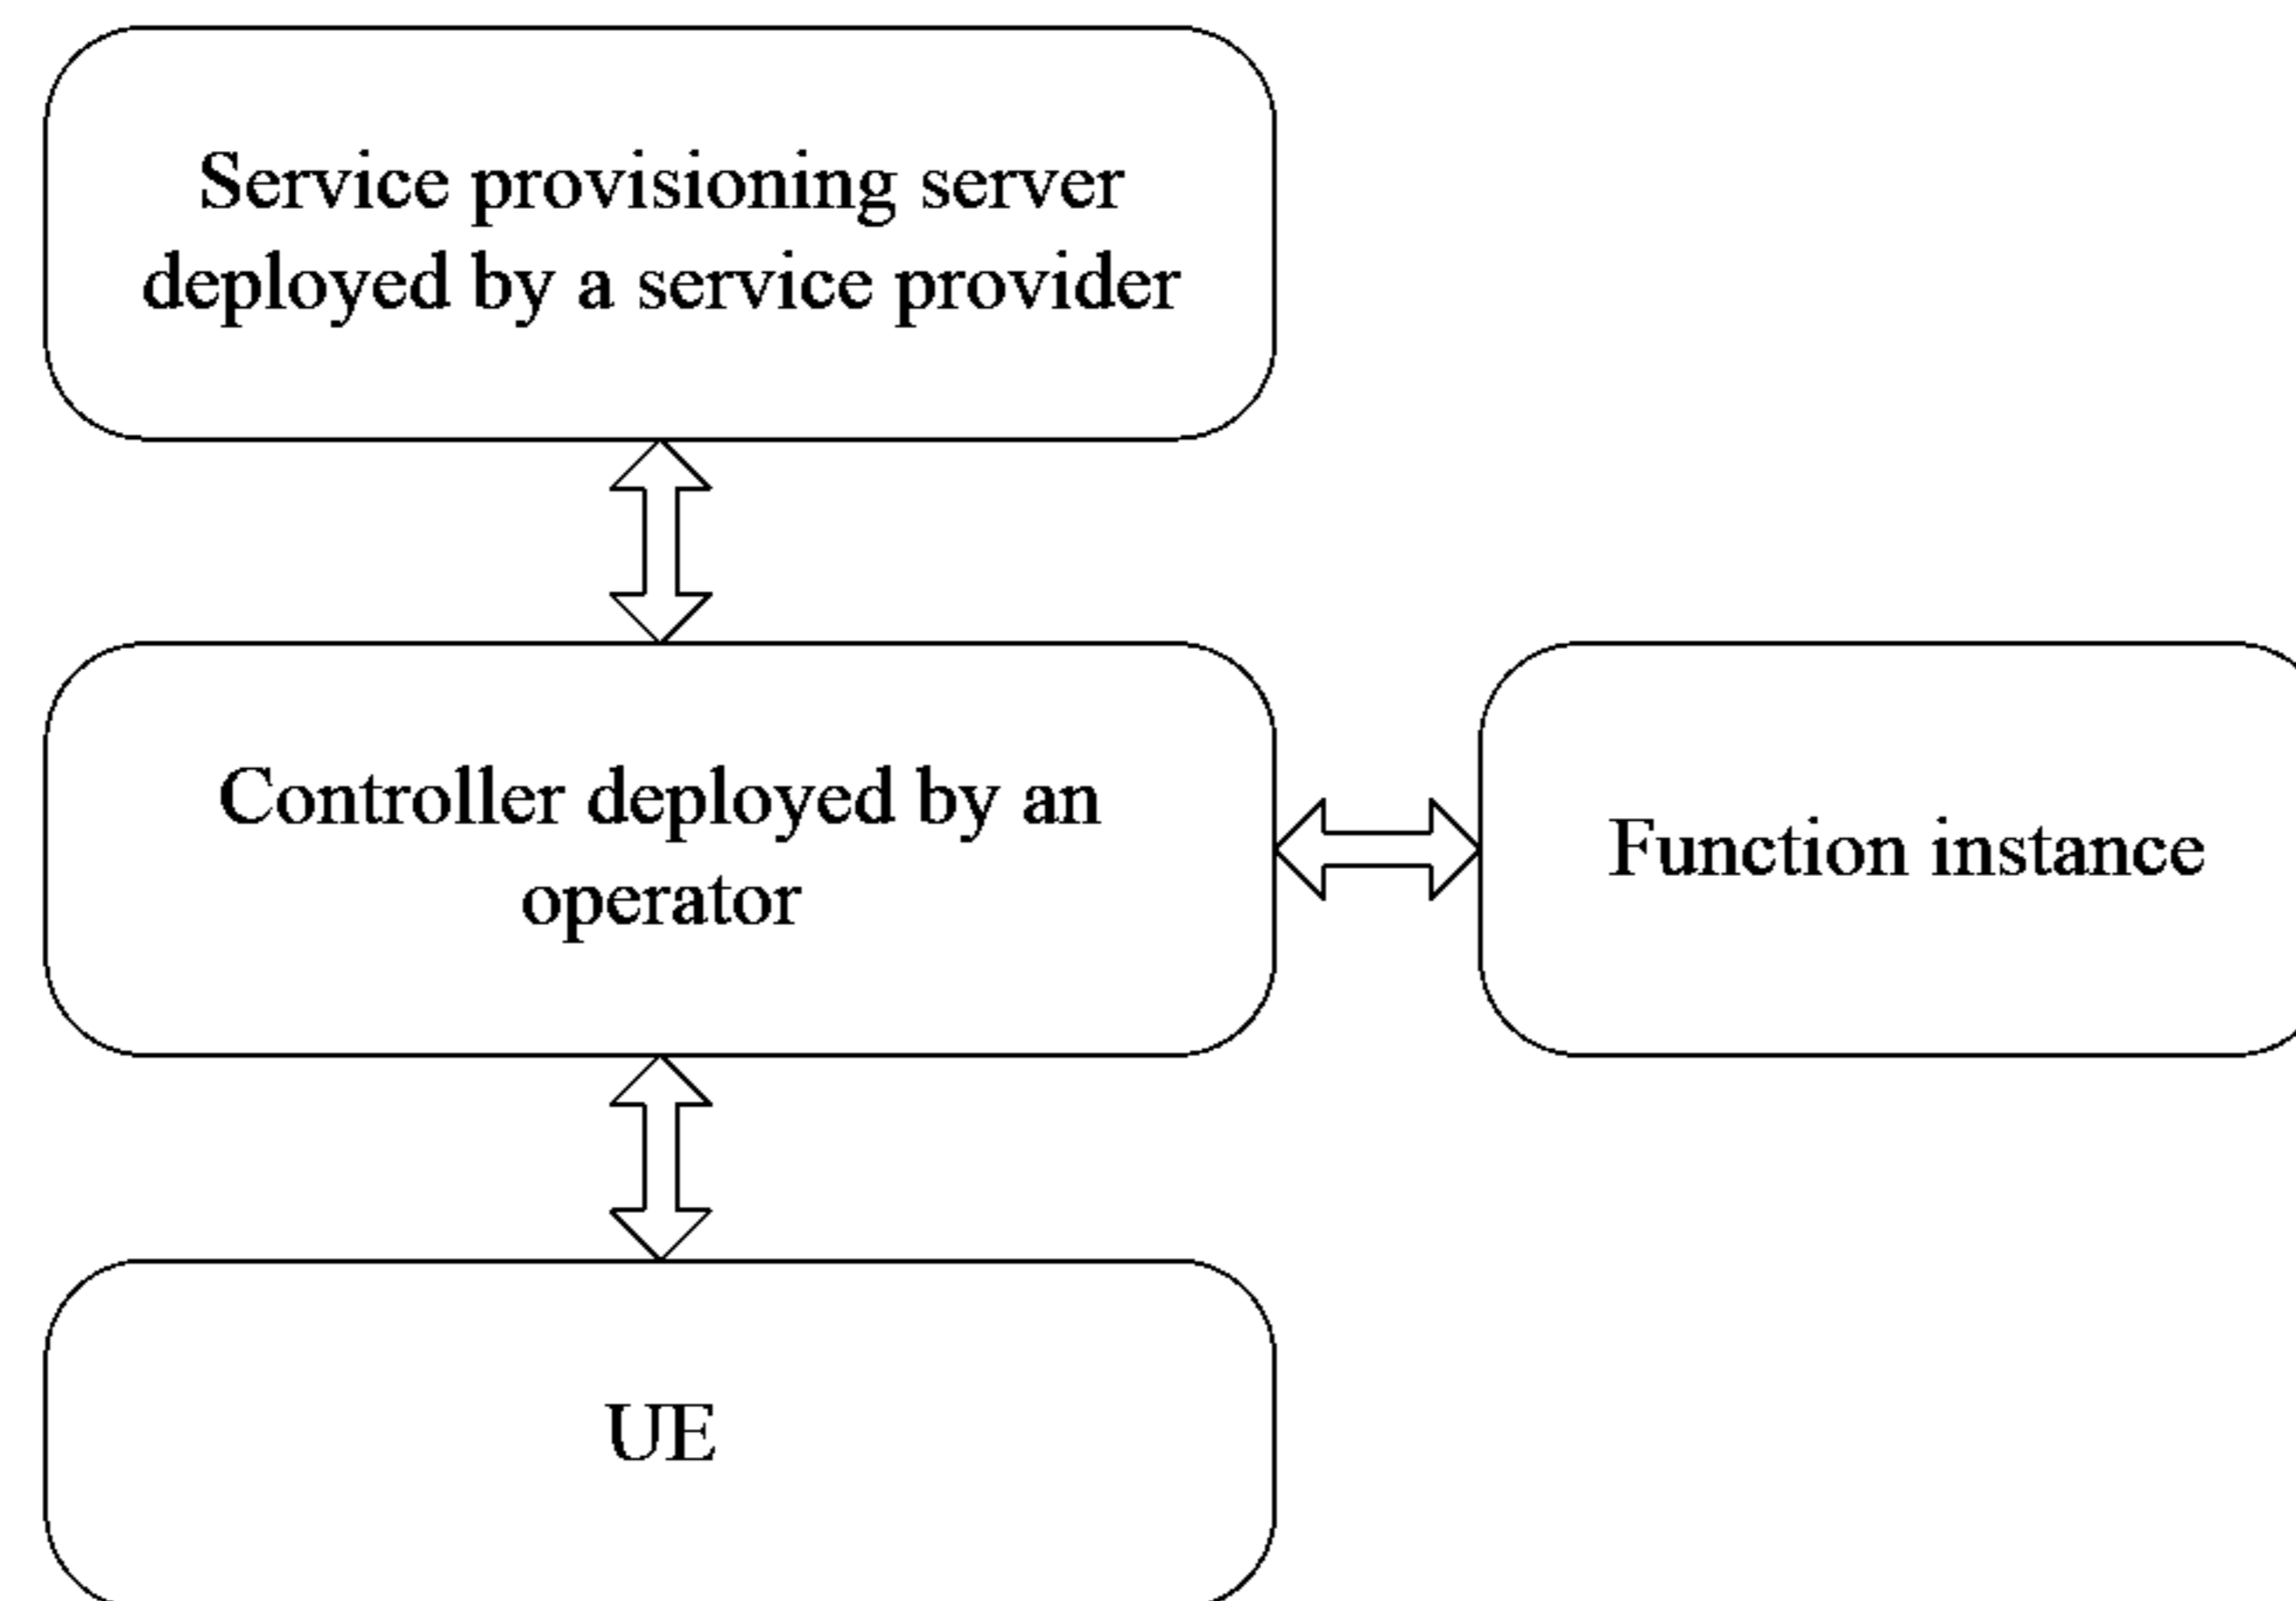 Service provisioning server
deployed by a service provider
Controller deployed by an
operator
Function instance
UE